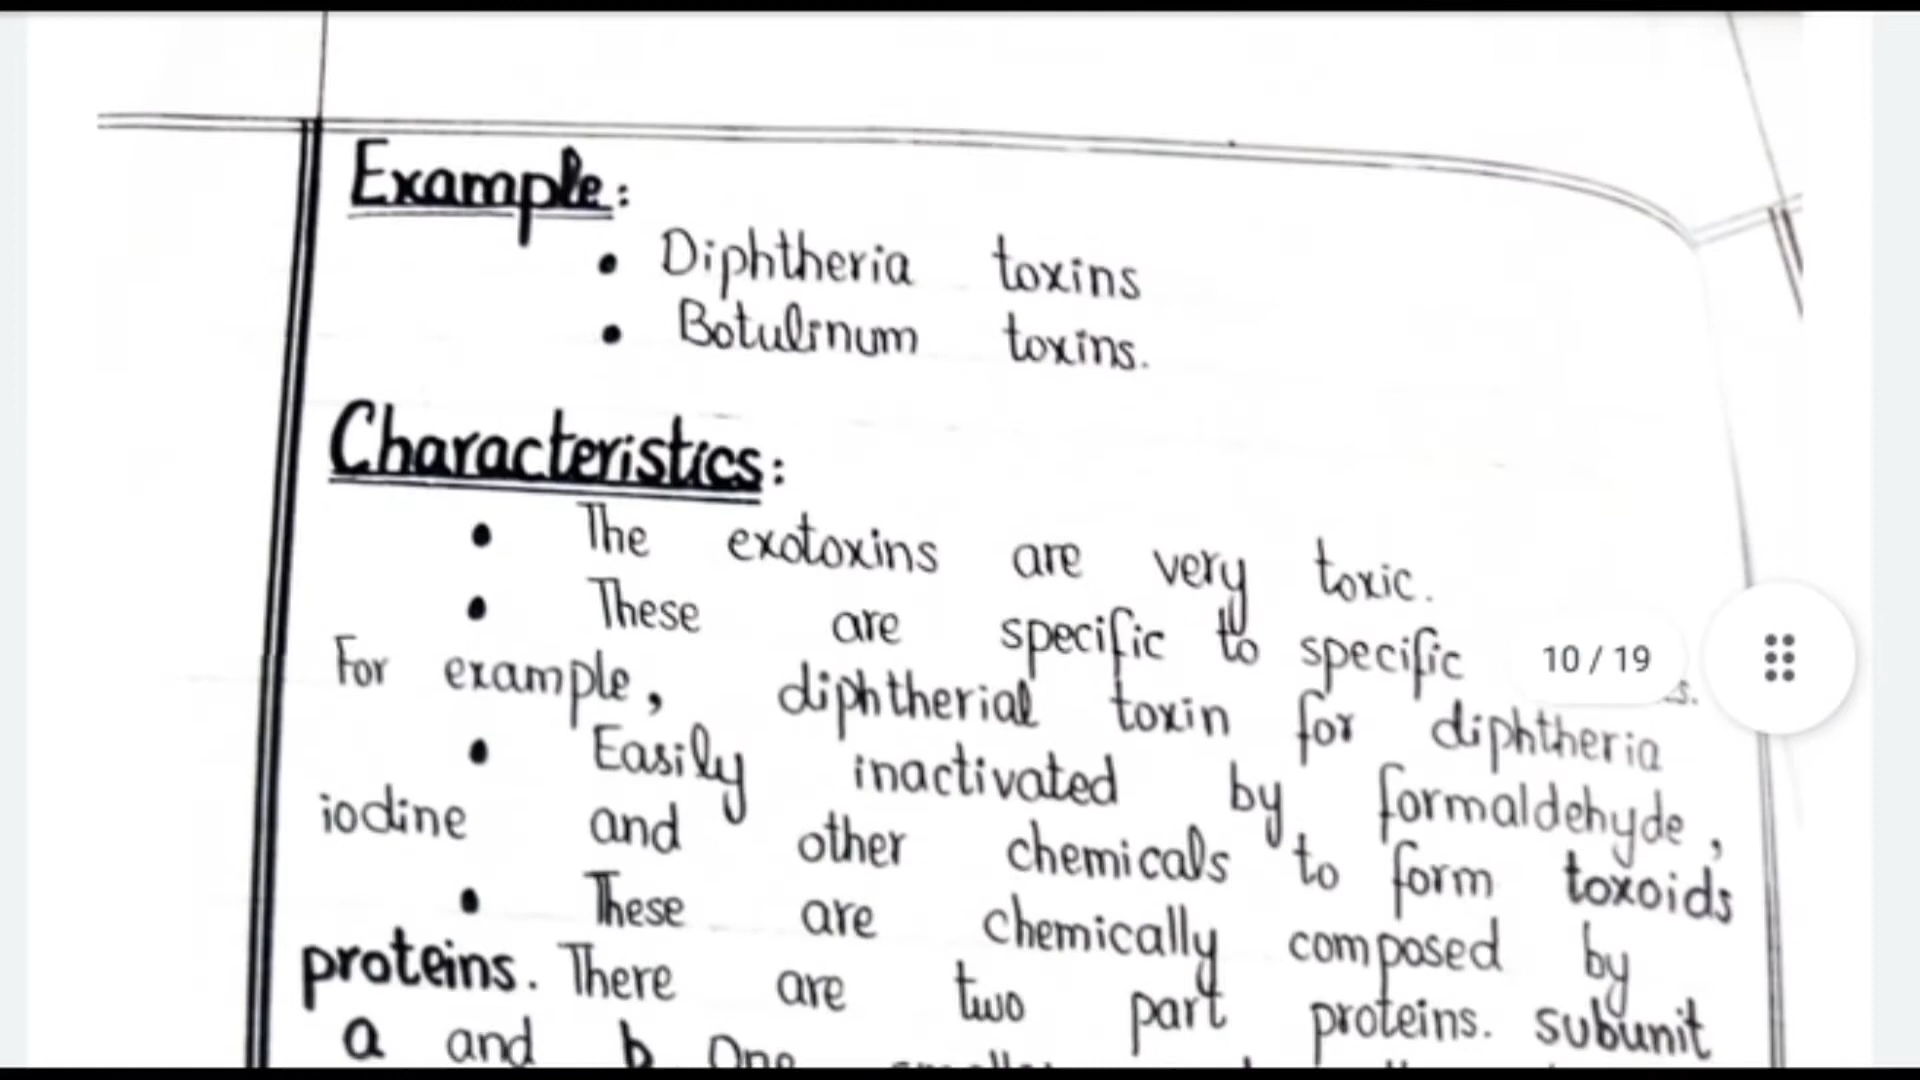 Example:
• Diphtheria toxins
• Botulinum toxins.
Characteristics:
• The exotoxins are very toxic.
• These are specific to specific
10 / 19
For example, diphtherial toxin for diphtheria
• Easily inactivated by formaldehyde,
iodine and other chemicals to form toxoids
• These are chemically composed by
proteins. There are two part proteins. subunit
a and b One